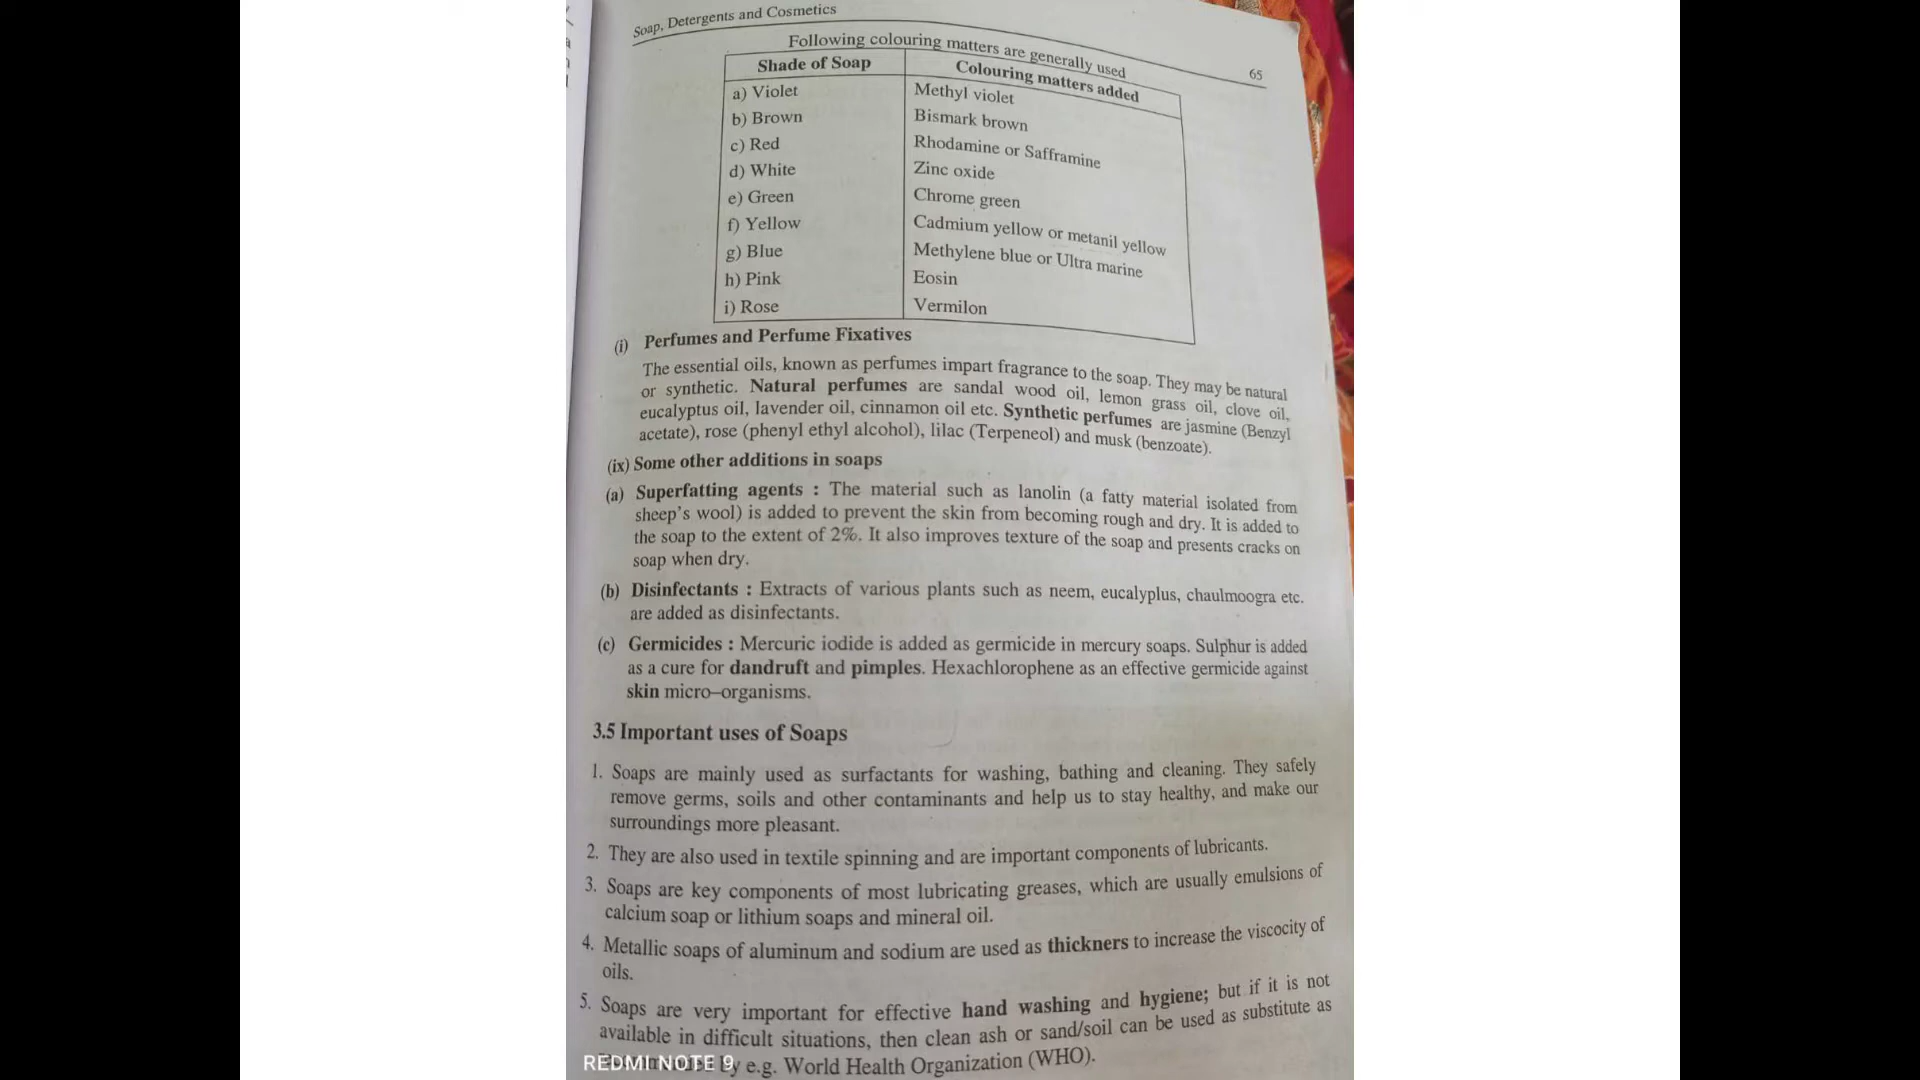 Soap, Detergents and Cosmetics
65
Following colouring matters are generally used
Shade of Soap Colouring matters added
a) Violet Methyl violet
b) Brown Bismark brown
c) Red Rhodamine or Safframine
d) White Zinc oxide
e) Green Chrome green
f) Yellow Cadmium yellow or metanil yellow
g) Blue Methylene blue or Ultra marine
h) Pink Eosin
i) Rose Vermilon
(i) Perfumes and Perfume Fixatives
The essential oils, known as perfumes impart fragrance to the soap. They may be natural
or synthetic. Natural perfumes are sandal wood oil, lemon grass oil, clove oil,
eucalyptus oil, lavender oil, cinnamon oil etc. Synthetic perfumes are jasmine (Benzyl
acetate), rose (phenyl ethyl alcohol), lilac (Terpeneol) and musk (benzoate).
(ix) Some other additions in soaps
(a) Superfatting agents : The material such as lanolin (a fatty material isolated from
sheep's wool) is added to prevent the skin from becoming rough and dry. It is added to
the soap to the extent of 2%. It also improves texture of the soap and presents cracks on
soap when dry.
(b) Disinfectants : Extracts of various plants such as neem, eucalyplus, chaulmoogra etc.
are added as disinfectants.
(c) Germicides : Mercuric iodide is added as germicide in mercury soaps. Sulphur is added
as a cure for dandruft and pimples. Hexachlorophene as an effective germicide against
skin micro–organisms.
3.5 Important uses of Soaps
1. Soaps are mainly used as surfactants for washing, bathing and cleaning. They safely
remove germs, soils and other contaminants and help us to stay healthy, and make our
surroundings more pleasant.
2. They are also used in textile spinning and are important components of lubricants.
3. Soaps are key components of most lubricating greases, which are usually emulsions of
calcium soap or lithium soaps and mineral oil.
4. Metallic soaps of aluminum and sodium are used as thickners to increase the viscocity of
oils.
5. Soaps are very important for effective hand washing and hygiene; but if it is not
available in difficult situations, then clean ash or sand/soil can be used as substitute as
by e.g. World Health Organization (WHO).
REDMI NOTE 9